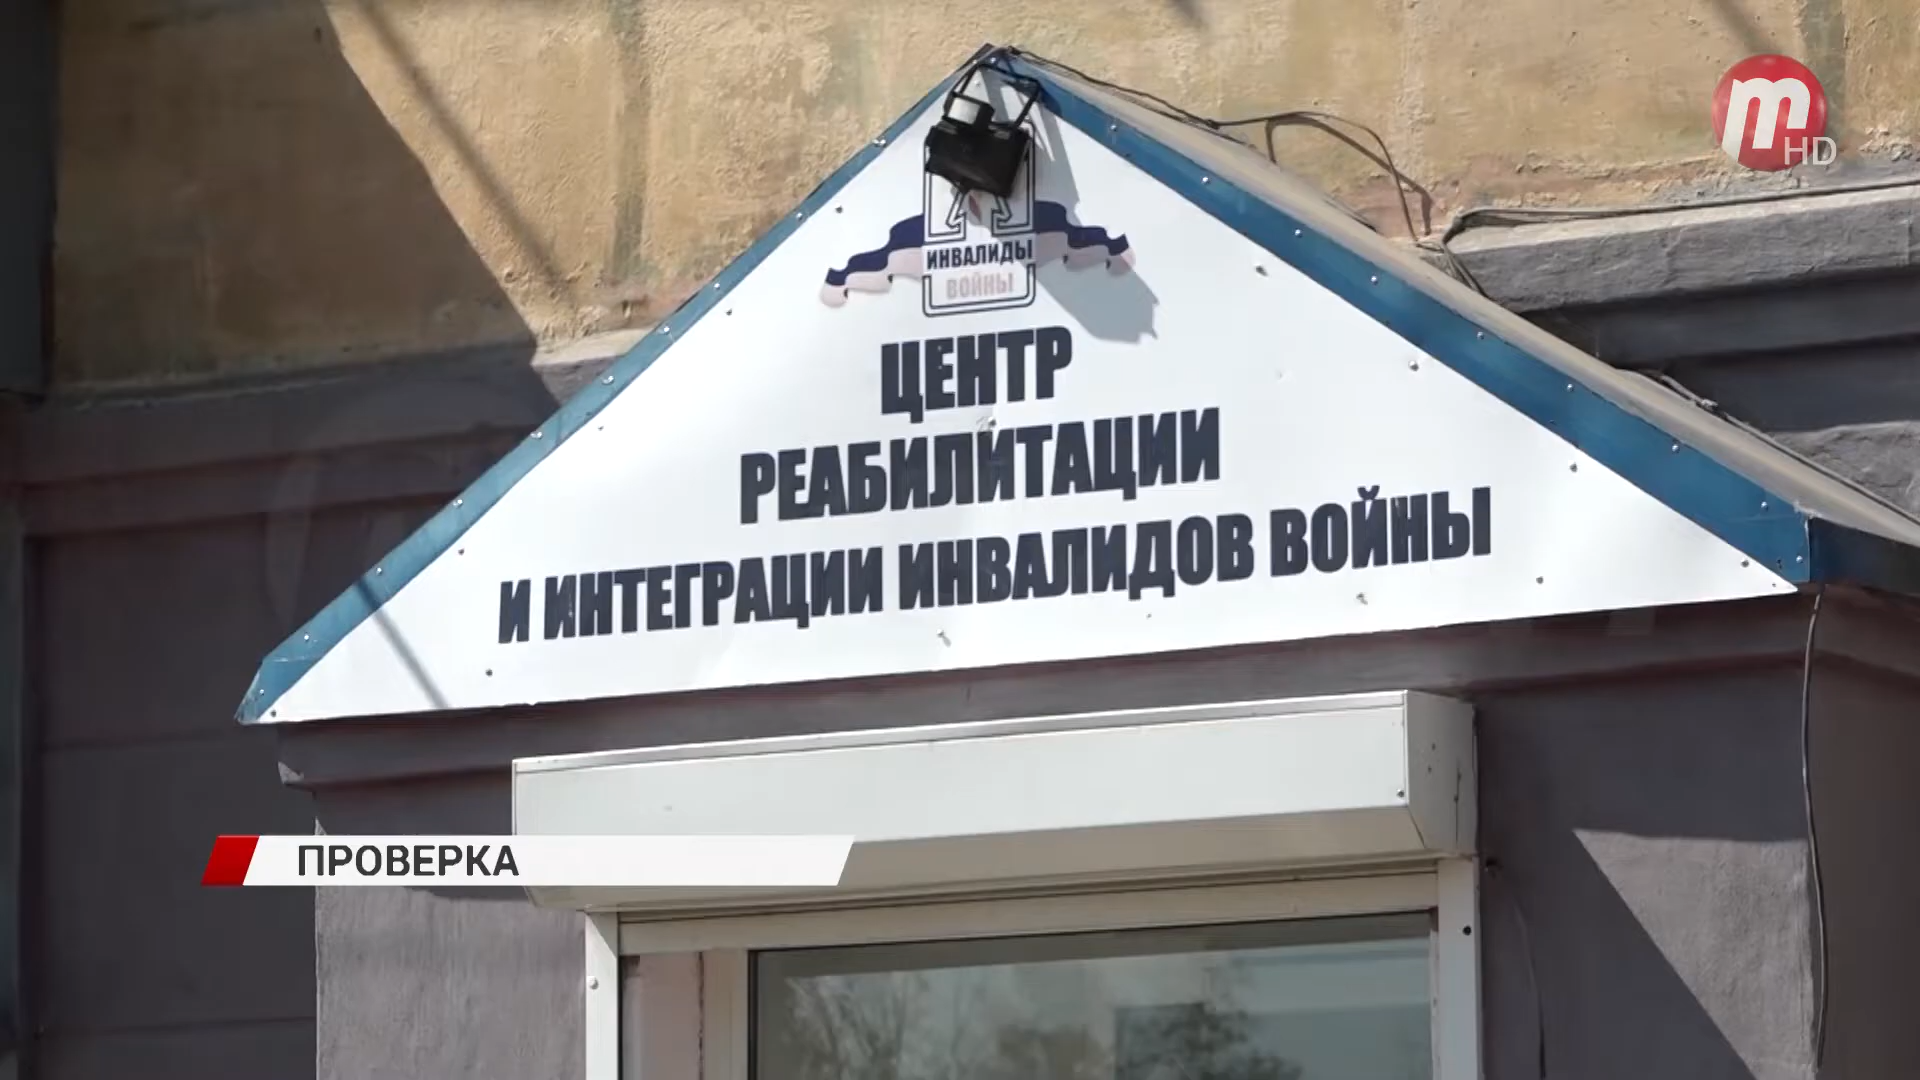 m HD
ИНВАЛИДЫ
ВОЙНЫ
ЦЕНТР
РЕАБИЛИТАЦИИ
И ИНТЕГРАЦИИ ИНВАЛИДОВ ВОЙНЫ
ПРОВЕРКА